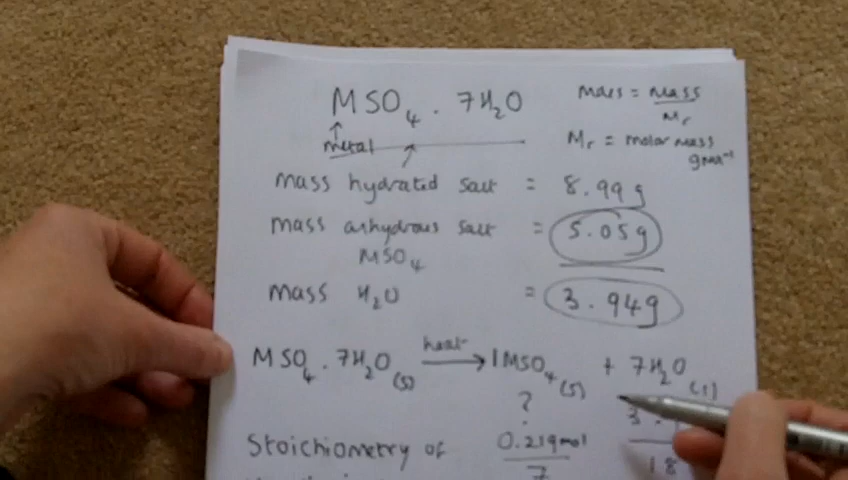 MSO₄ . 7H₂O
moles = mass / Mr
↑
metal
Mr = molar mass
gmol⁻¹
mass hydrated salt = 8.99g
mass anhydrous salt = 5.05g
MSO₄
mass H₂O = 3.94g
MSO₄.7H₂O(s) heat → 1MSO₄(s) + 7H₂O(l)
?
Stoichiometry of
0.219mol / 7
18